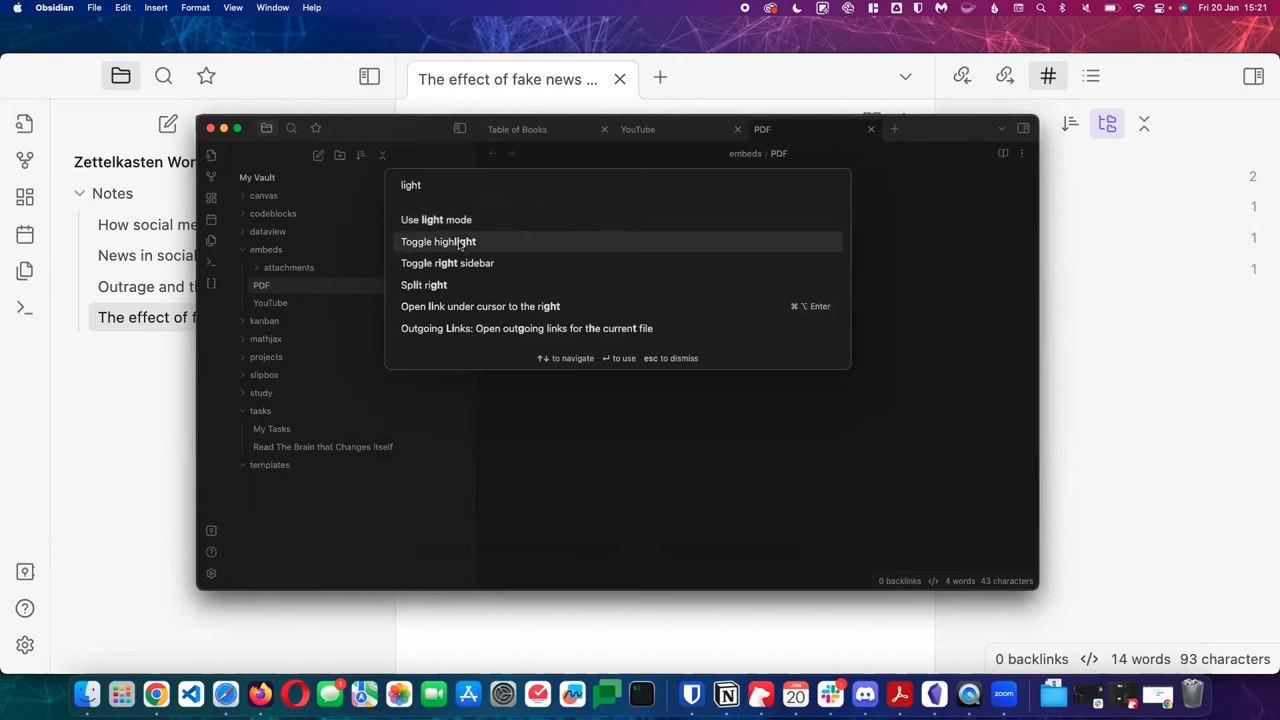 Obsidian File Edit Insert Format View Window Help Fri 20 Jan 15:21
The effect of fake news ...
Zettelkasten Wor
Notes
How social me
News in social
Outrage and t
The effect of f
2
1
1
1
Table of Books YouTube PDF
embeds / PDF
My Vault
canvas
codeblocks
dataview
embeds
attachments
PDF
YouTube
kanban
mathjax
projects
slipbox
study
tasks
My Tasks
Read The Brain that Changes itself
templates
light
Use light mode
Toggle highlight
Toggle right sidebar
Split right
Open link under cursor to the right ⌘ ⌥ Enter
Outgoing Links: Open outgoing links for the current file
↑↓ to navigate ↵ to use esc to dismiss
0 backlinks </> 4 words 43 characters
0 backlinks </> 14 words 93 characters
1
JAN
20
zoom